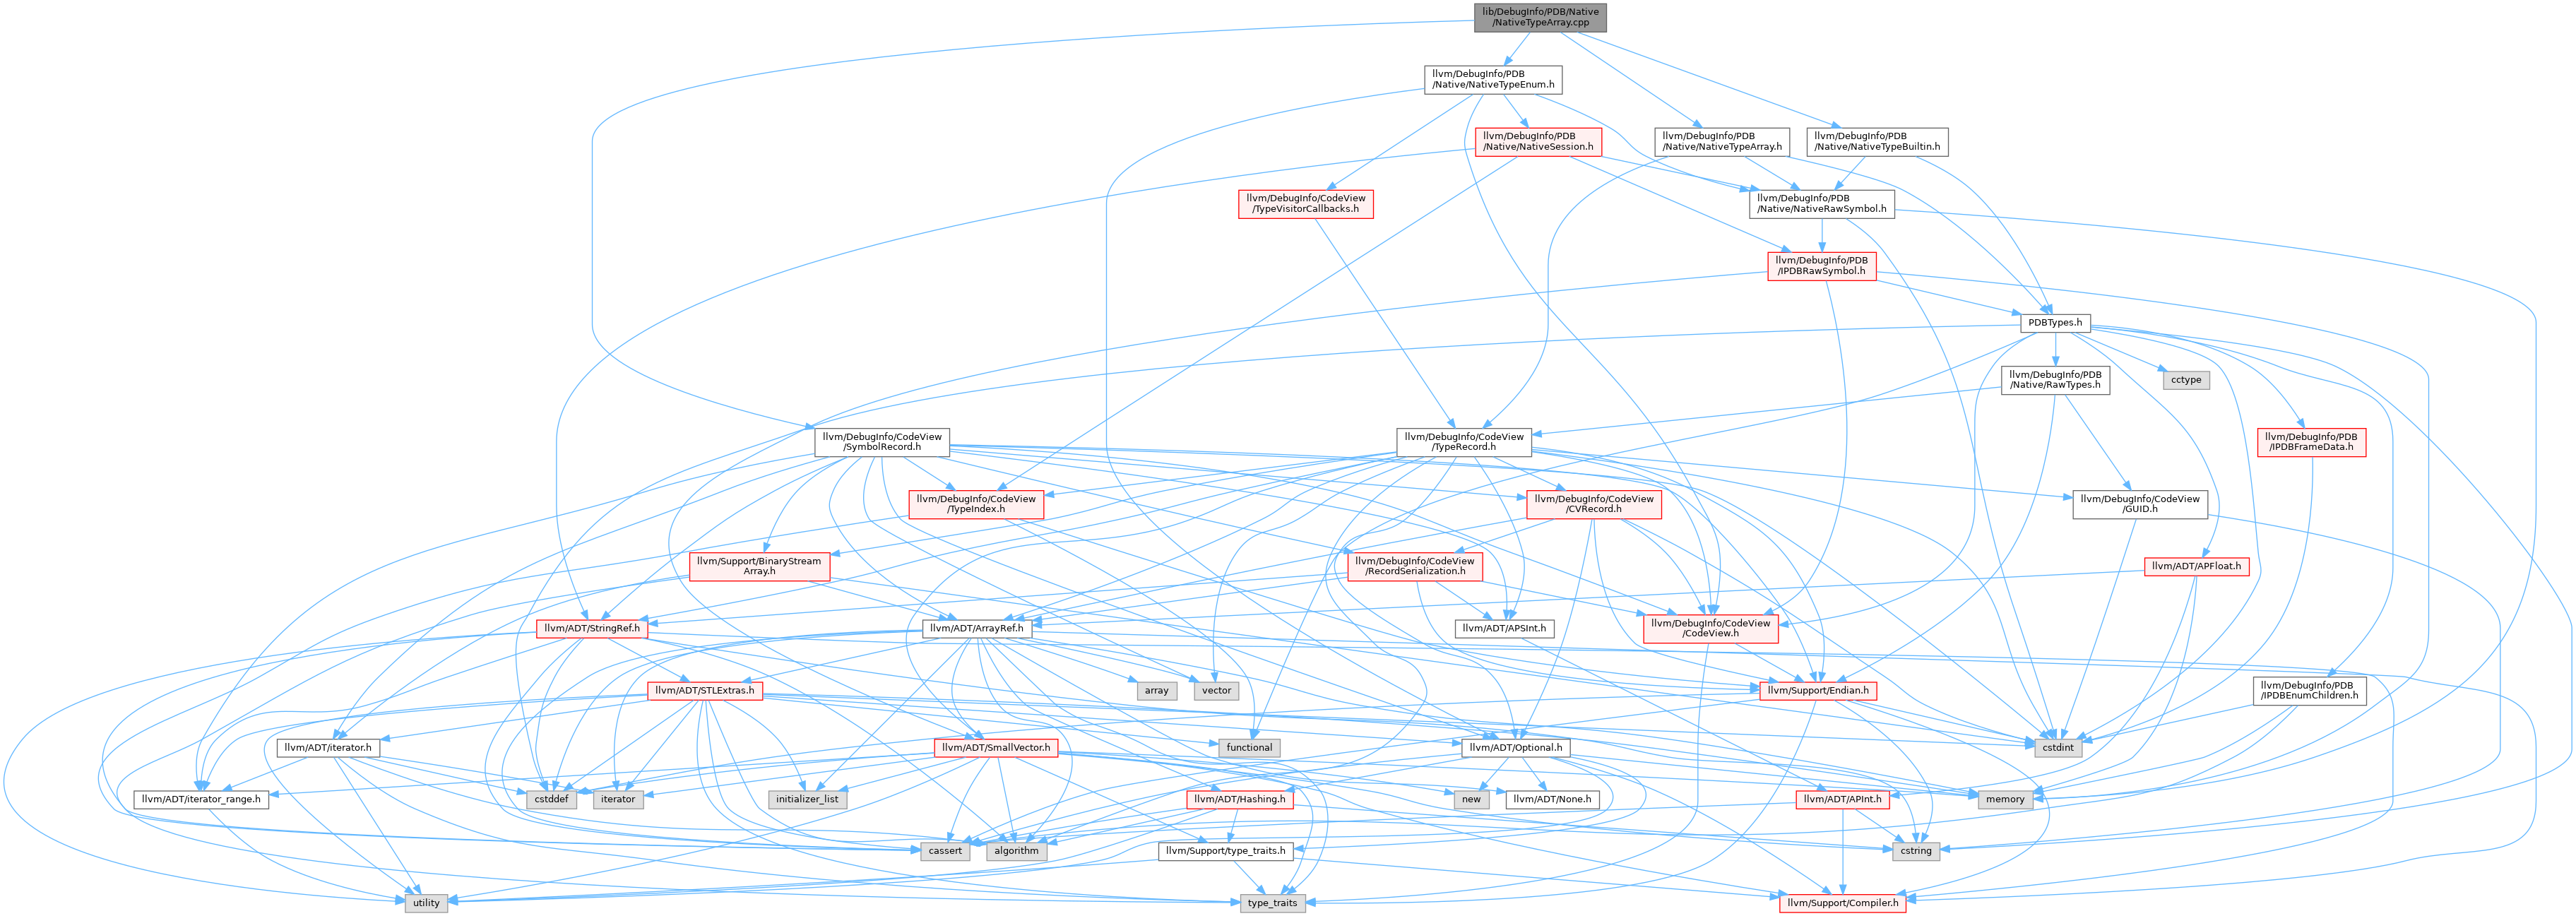 lib/DebugInfo/PDB/Native
/NativeTypeArray.cpp
llvm/DebugInfo/PDB
/Native/NativeTypeEnum.h
llvm/DebugInfo/PDB
/Native/NativeSession.h
llvm/DebugInfo/PDB
/Native/NativeTypeArray.h
llvm/DebugInfo/PDB
/Native/NativeTypeBuiltin.h
llvm/DebugInfo/CodeView
/TypeVisitorCallbacks.h
llvm/DebugInfo/PDB
/Native/NativeRawSymbol.h
llvm/DebugInfo/PDB
/IPDBRawSymbol.h
PDBTypes.h
llvm/DebugInfo/PDB
/Native/RawTypes.h
cctype
llvm/DebugInfo/CodeView
/SymbolRecord.h
llvm/DebugInfo/CodeView
/TypeRecord.h
llvm/DebugInfo/PDB
/IPDBFrameData.h
llvm/DebugInfo/CodeView
/TypeIndex.h
llvm/DebugInfo/CodeView
/CVRecord.h
llvm/DebugInfo/CodeView
/GUID.h
llvm/Support/BinaryStream
Array.h
llvm/DebugInfo/CodeView
/RecordSerialization.h
llvm/ADT/APFloat.h
llvm/ADT/StringRef.h
llvm/ADT/ArrayRef.h
llvm/ADT/APSInt.h
llvm/DebugInfo/CodeView
/CodeView.h
llvm/ADT/STLExtras.h
array
vector
llvm/Support/Endian.h
llvm/DebugInfo/PDB
/IPDBEnumChildren.h
llvm/ADT/iterator.h
llvm/ADT/SmallVector.h
functional
llvm/ADT/Optional.h
cstdint
llvm/ADT/iterator_range.h
cstddef
iterator
initializer_list
llvm/ADT/Hashing.h
new
llvm/ADT/None.h
llvm/ADT/APInt.h
memory
cassert
algorithm
llvm/Support/type_traits.h
cstring
utility
type_traits
llvm/Support/Compiler.h